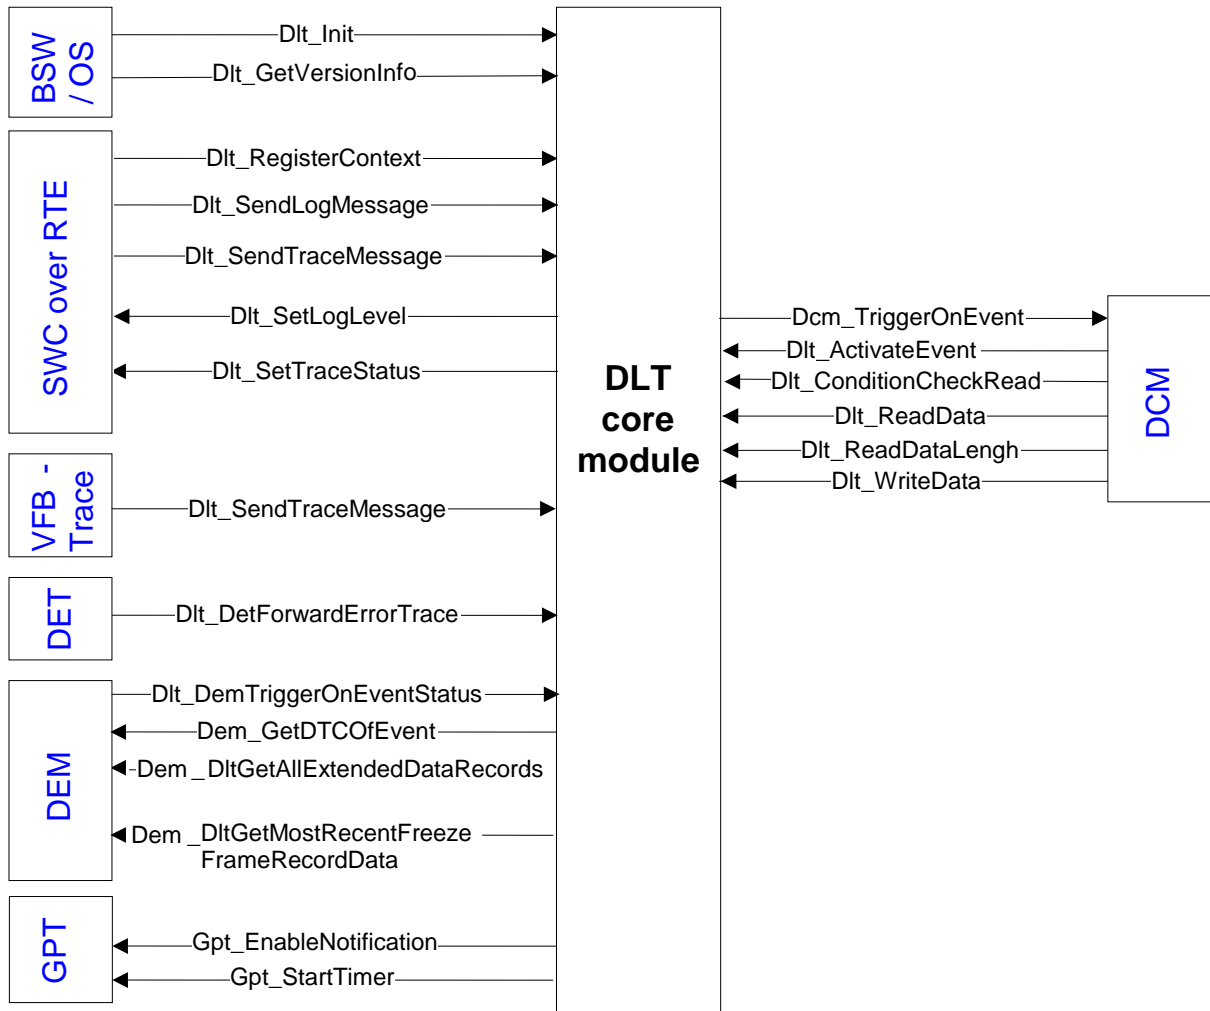 BSW
/ OS
Dlt_Init
Dlt_GetVersionInfo
SWC over RTE
Dlt_RegisterContext
Dlt_SendLogMessage
Dlt_SendTraceMessage
Dlt_SetLogLevel
Dlt_SetTraceStatus
VFB -
Trace
Dlt_SendTraceMessage
DET
Dlt_DetForwardErrorTrace
DEM
Dlt_DemTriggerOnEventStatus
Dem_GetDTCOfEvent
Dem _ DltGetAllExtendedDataRecords
Dem _DltGetMostRecentFreeze
FrameRecordData
GPT
Gpt_EnableNotification
Gpt_StartTimer
DLT
core
module
Dcm_TriggerOnEvent
Dlt_ActivateEvent
Dlt_ConditionCheckRead
Dlt_ReadData
Dlt_ReadDataLengh
Dlt_WriteData
DCM